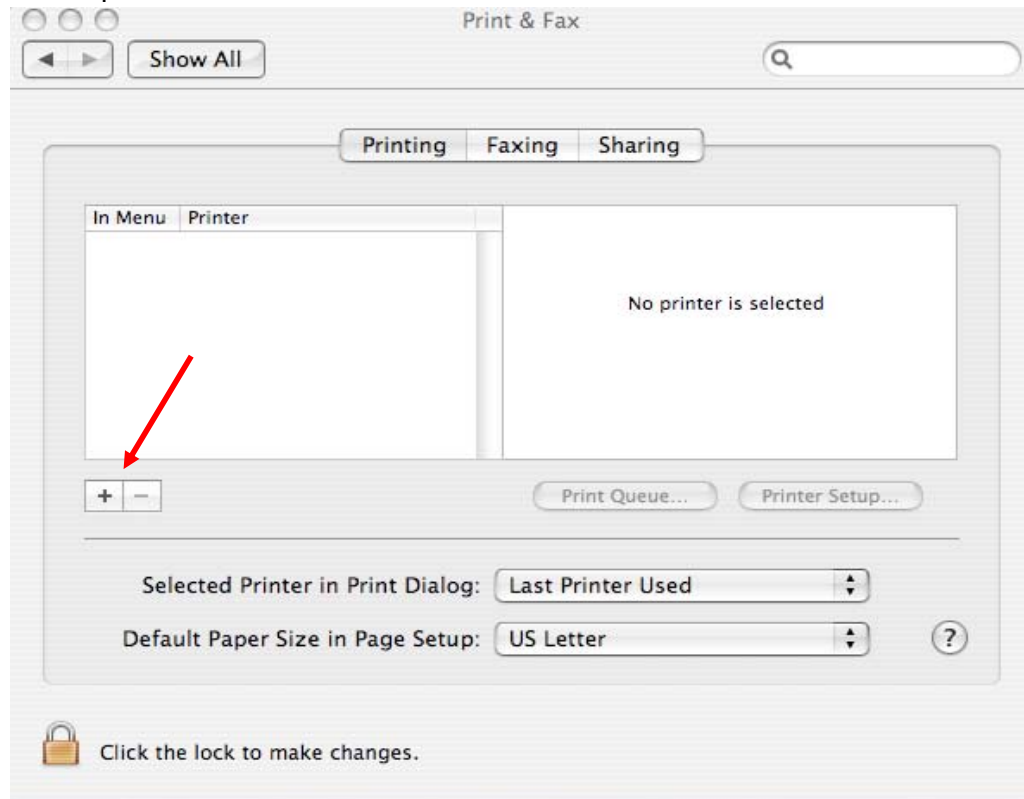 Print & Fax
Show All
Printing Faxing Sharing
In Menu Printer
No printer is selected
+ −
Print Queue... Printer Setup...
Selected Printer in Print Dialog: Last Printer Used
Default Paper Size in Page Setup: US Letter ?
Click the lock to make changes.